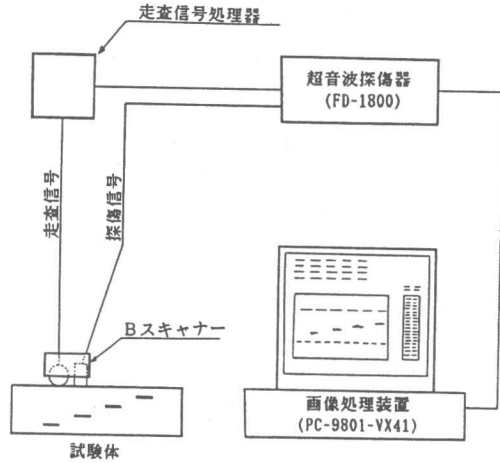 走査信号処理器
超音波探傷器
(FD-1800)
走査信号
探傷信号
Bスキャナー
試験体
画像処理装置
(PC-9801-VX41)